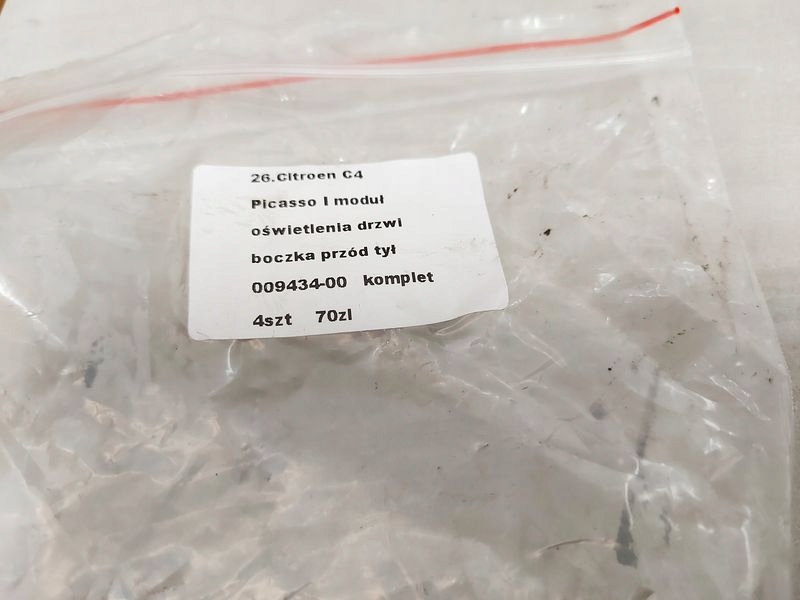 26.Citroen C4
Picasso I moduł
oświetlenia drzwi
boczka przód tył
009434-00 komplet
4szt 70zl